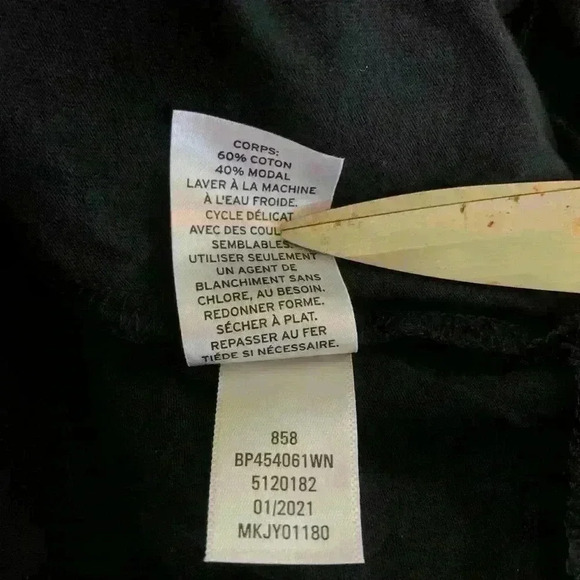 CORPS:
60% COTON
40% MODAL
LAVER À LA MACHINE
À L'EAU FROIDE.
CYCLE DÉLICAT
AVEC DES
SEMBLABLES.
UTILISER SEULEMENT
UN AGENT DE
BLANCHIMENT SANS
CHLORE, AU BESOIN.
REDONNER FORME.
SÉCHER À PLAT.
REPASSER AU FER
TIÉDE SI NÉCESSAIRE.
858
BP454061WN
5120182
01/2021
MKJY01180